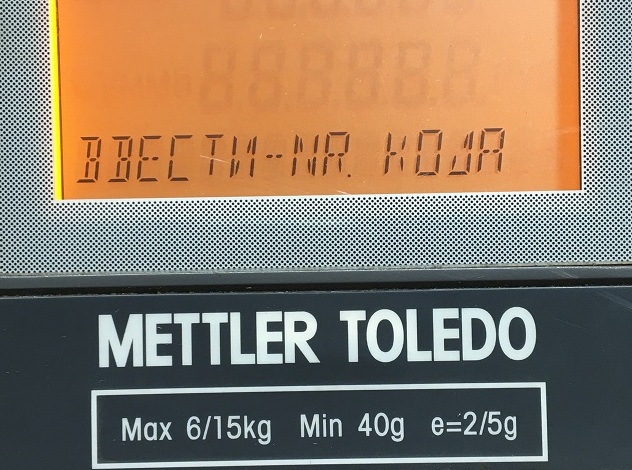 ВВЕСТИ-NR. КОДА
METTLER TOLEDO
Max 6/15kg Min 40g e=2/5g